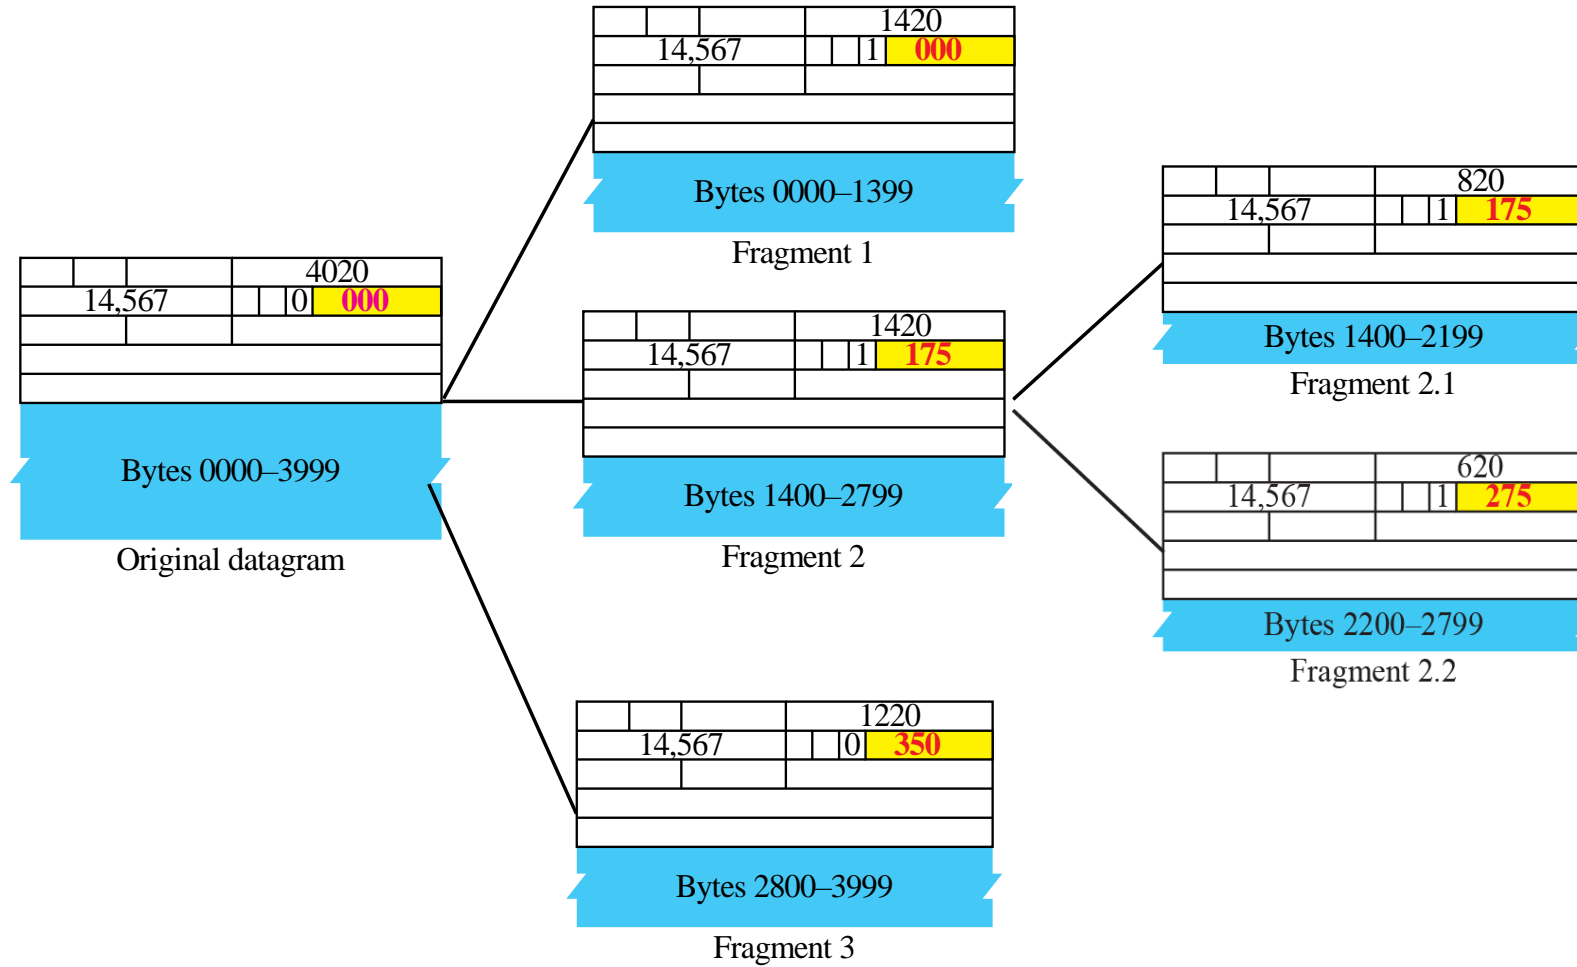 4020
14,567 0 000
Bytes 0000–3999
Original datagram
1420
14,567 1 000
Bytes 0000–1399
Fragment 1
1420
14,567 1 175
Bytes 1400–2799
Fragment 2
1220
14,567 0 350
Bytes 2800–3999
Fragment 3
820
14,567 1 175
Bytes 1400–2199
Fragment 2.1
620
14,567 1 275
Bytes 2200–2799
Fragment 2.2